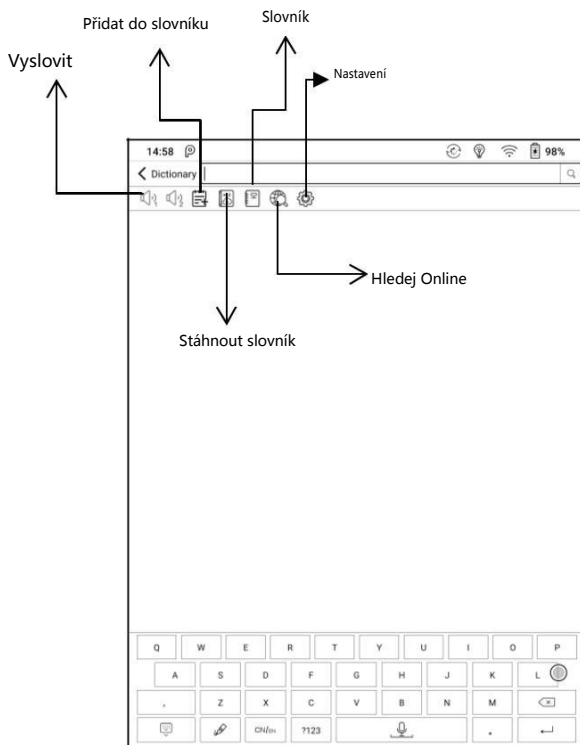 Slovník
Přidat do slovníku
Vyslovit
Nastavení
14:58
98%
Dictionary
Hledej Online
Stáhnout slovník
Q W E R T Y U I O P
A S D F G H J K L
, Z X C V B N M
CN/EN ?123 .